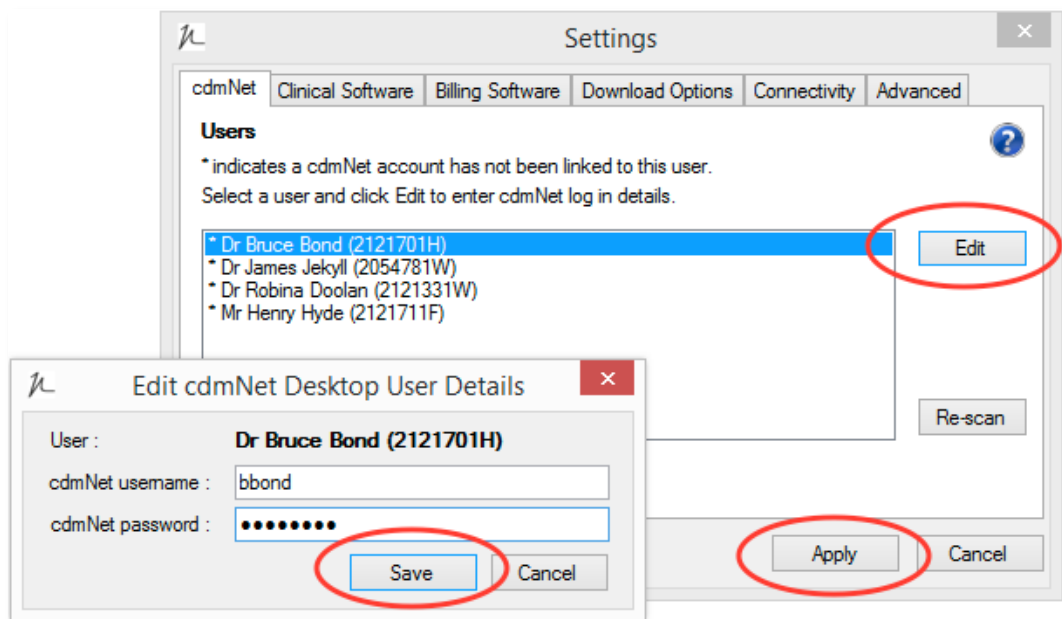 Settings
cdmNet Clinical Software Billing Software Download Options Connectivity Advanced
Users
* indicates a cdmNet account has not been linked to this user.
Select a user and click Edit to enter cdmNet log in details.
* Dr Bruce Bond (2121701H)
* Dr James Jekyll (2054781W)
* Dr Robina Doolan (2121331W)
* Mr Henry Hyde (2121711F)
Edit
Re-scan
Apply Cancel
Edit cdmNet Desktop User Details
User : Dr Bruce Bond (2121701H)
cdmNet username : bbond
cdmNet password : ●●●●●●●●
Save Cancel